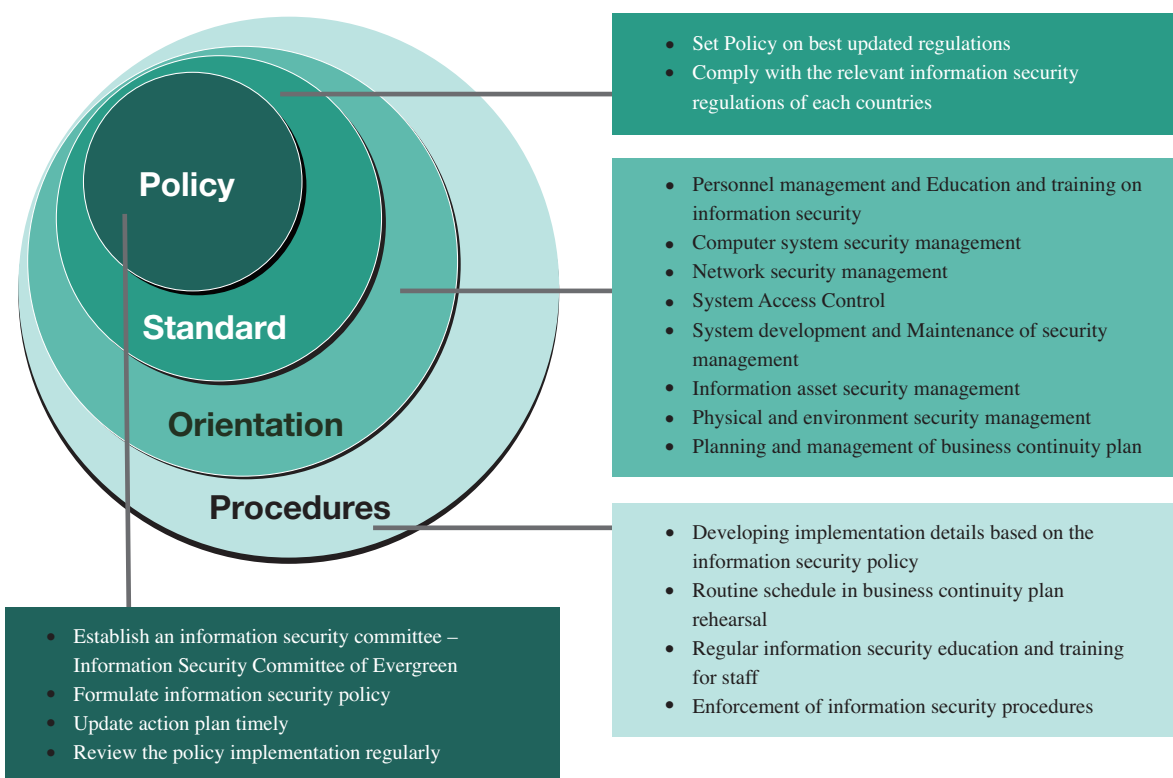 Policy
Standard
Orientation
Procedures
• Set Policy on best updated regulations
• Comply with the relevant information security
regulations of each countries
• Personnel management and Education and training on
information security
• Computer system security management
• Network security management
• System Access Control
• System development and Maintenance of security
management
• Information asset security management
• Physical and environment security management
• Planning and management of business continuity plan
• Developing implementation details based on the
information security policy
• Routine schedule in business continuity plan
rehearsal
• Regular information security education and training
for staff
• Enforcement of information security procedures
• Establish an information security committee –
Information Security Committee of Evergreen
• Formulate information security policy
• Update action plan timely
• Review the policy implementation regularly